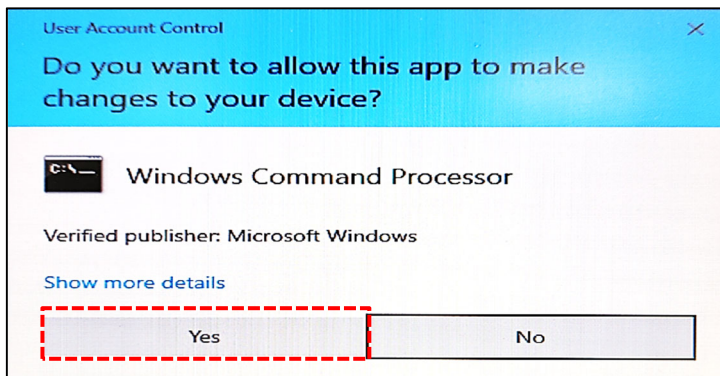 User Account Control
Do you want to allow this app to make
changes to your device?
C:\_
Windows Command Processor
Verified publisher: Microsoft Windows
Show more details
Yes
No